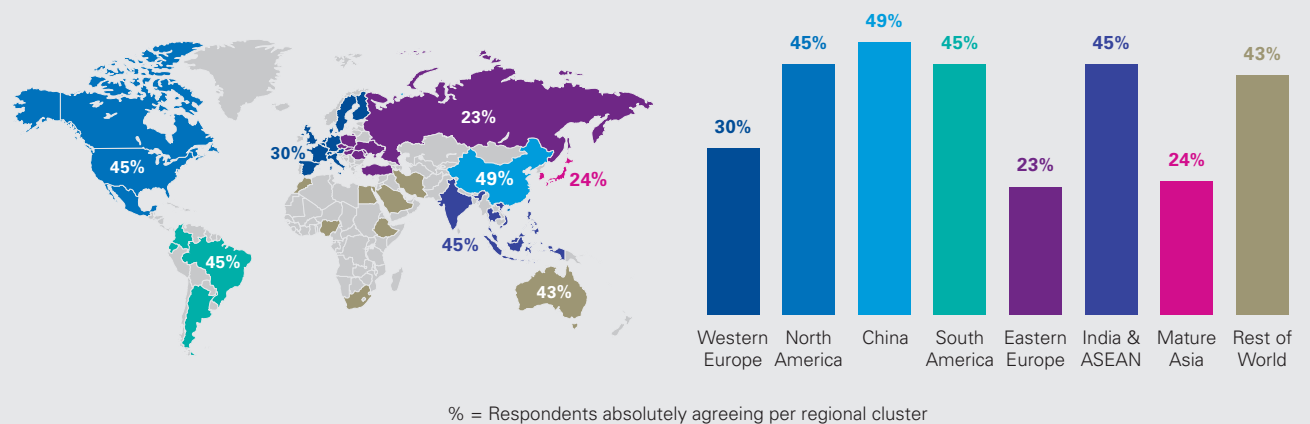 45%
30%
23%
49%
24%
45%
45%
43%
30%
45%
49%
45%
23%
45%
24%
43%
Western
Europe
North
America
China
South
America
Eastern
Europe
India &
ASEAN
Mature
Asia
Rest of
World
% = Respondents absolutely agreeing per regional cluster